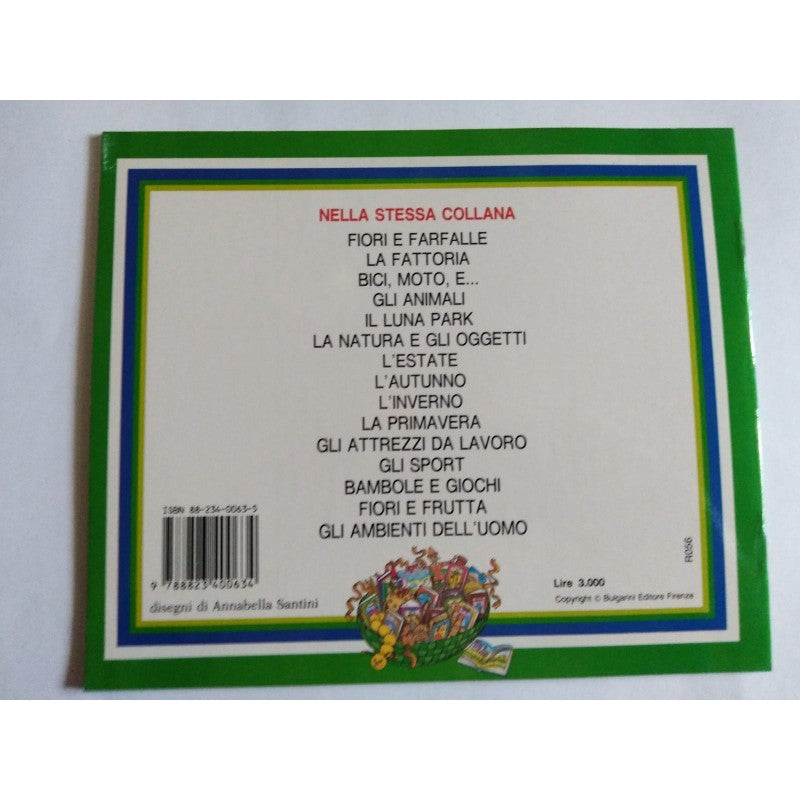 NELLA STESSA COLLANA
FIORI E FARFALLE
LA FATTORIA
BICI, MOTO, E...
GLI ANIMALI
IL LUNA PARK
LA NATURA E GLI OGGETTI
L'ESTATE
L'AUTUNNO
L'INVERNO
LA PRIMAVERA
GLI ATTREZZI DA LAVORO
GLI SPORT
BAMBOLE E GIOCHI
FIORI E FRUTTA
GLI AMBIENTI DELL'UOMO
ISBN 88-234-0063-5
9 788823 400634
disegni di Annabella Santini
Lire 3.000
Copyright © Bulgarini Editore Firenze
R056